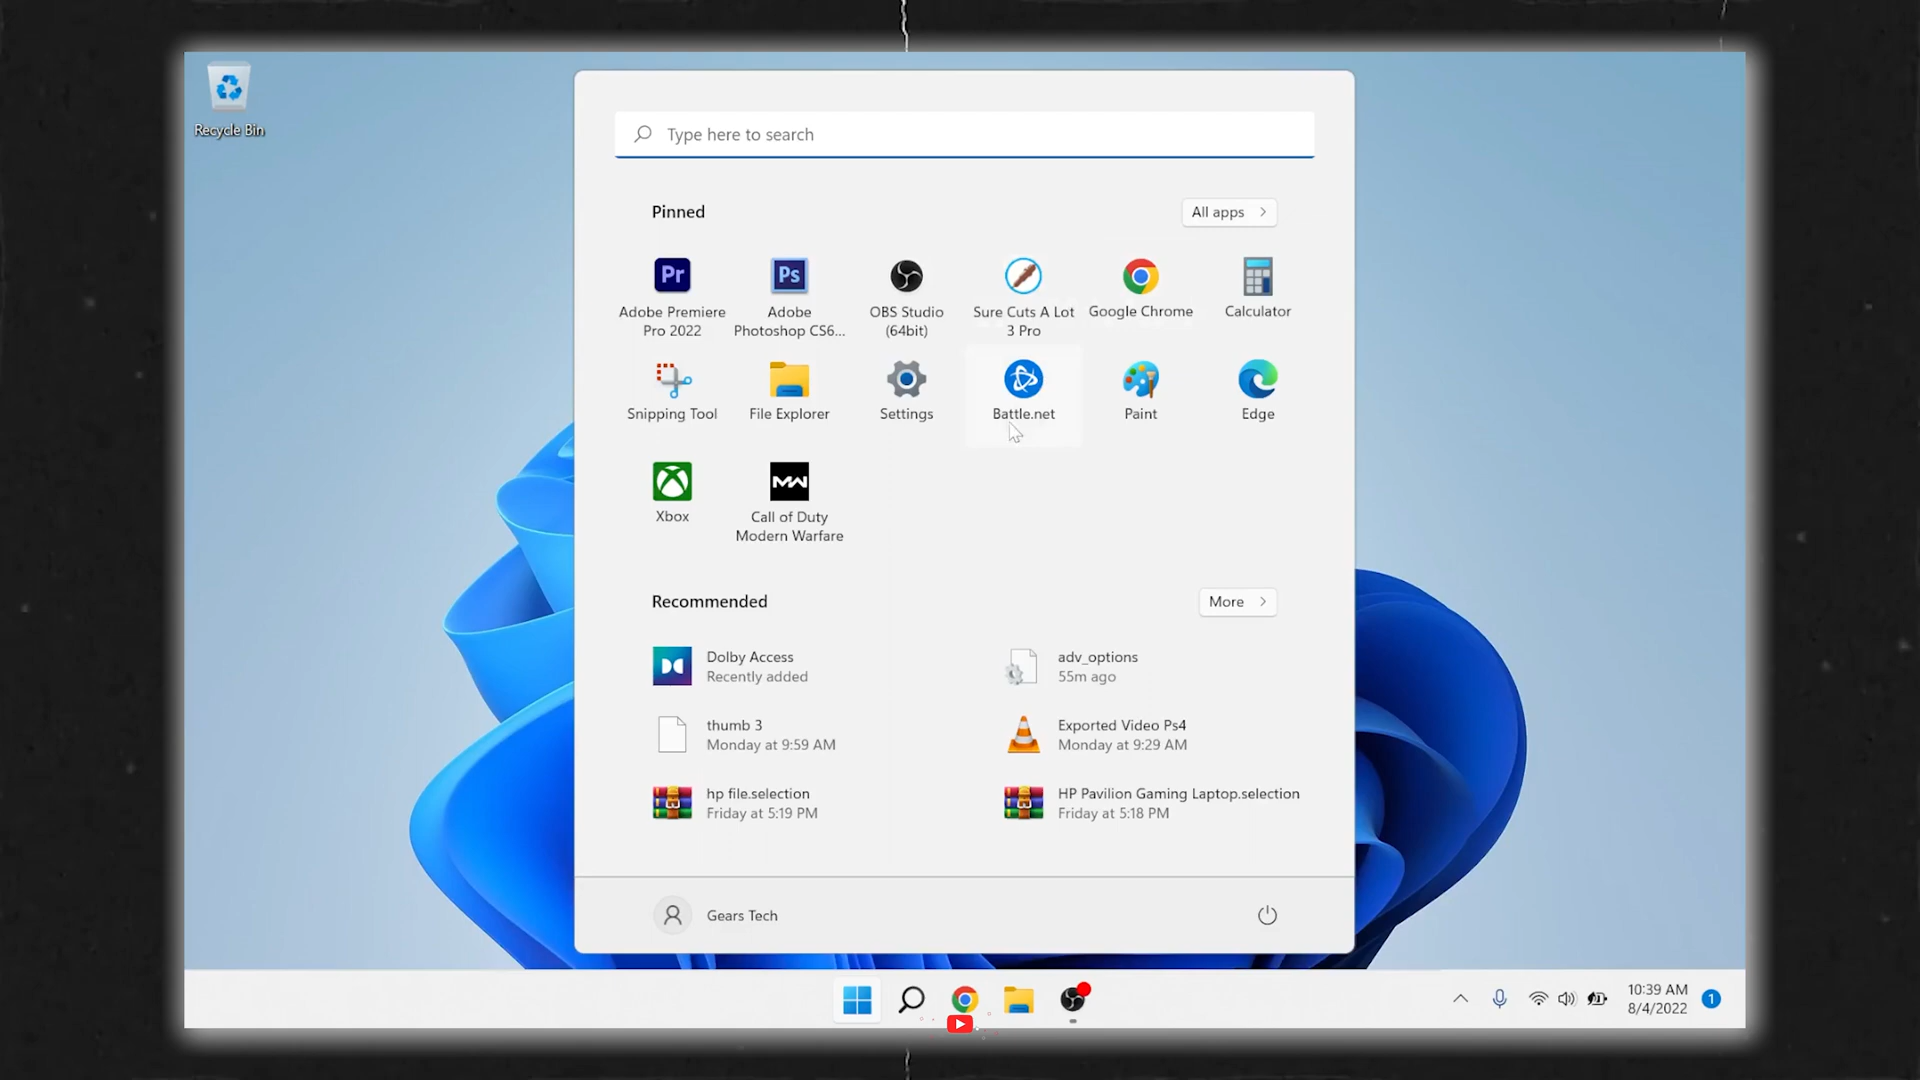 Recycle Bin
Type here to search
Pinned
All apps
Pr
Ps
Adobe Premiere
Pro 2022
Adobe
Photoshop CS6...
OBS Studio
(64bit)
Sure Cuts A Lot
3 Pro
Google Chrome
Calculator
Snipping Tool
File Explorer
Settings
Battle.net
Paint
Edge
MW
Xbox
Call of Duty
Modern Warfare
Recommended
More
Dolby Access
Recently added
adv_options
55m ago
thumb 3
Monday at 9:59 AM
Exported Video Ps4
Monday at 9:29 AM
hp file.selection
Friday at 5:19 PM
HP Pavilion Gaming Laptop.selection
Friday at 5:18 PM
Gears Tech
10:39 AM
8/4/2022
1